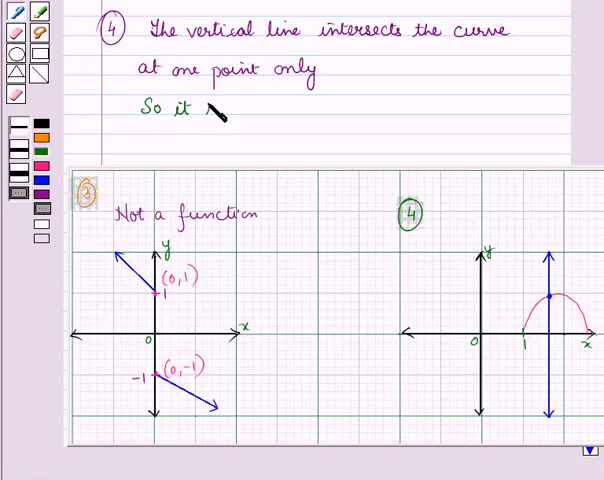 4 The vertical line intersects the curve
at one point only
So it
3
Not a function
4
y
(0,1)
1
x
0
-1
(0,-1)
y
0
1
x